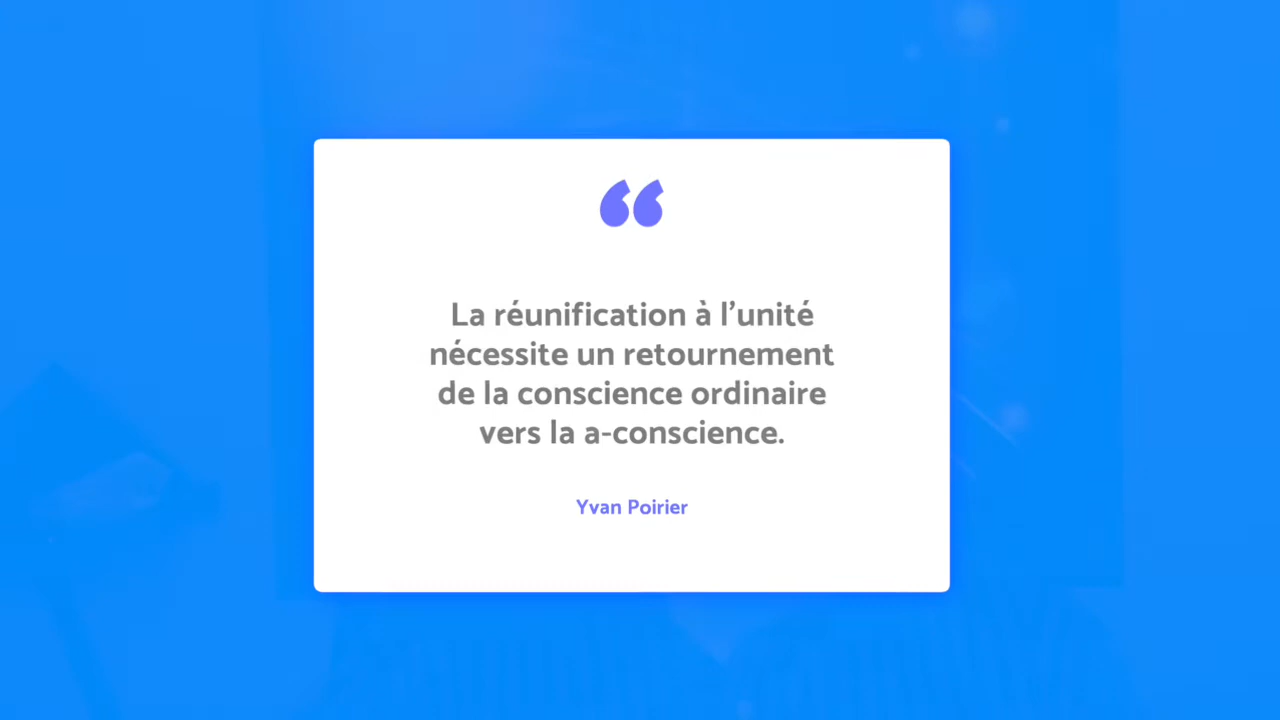 “
La réunification à l’unité
nécessite un retournement
de la conscience ordinaire
vers la a-conscience.
Yvan Poirier